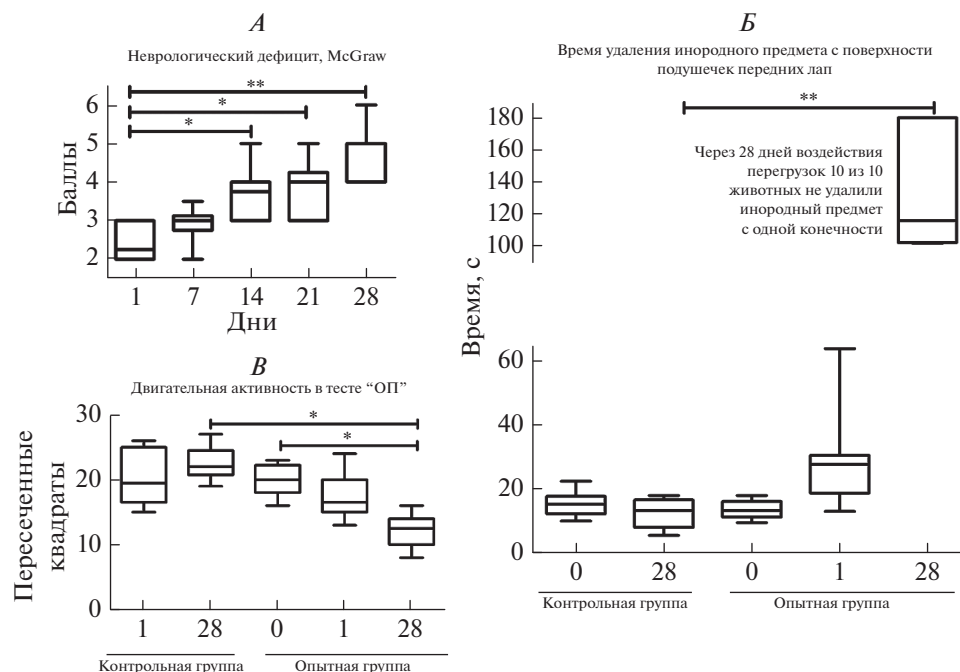 А
Неврологический дефицит, McGraw
**
*
*
6
5
4
3
2
Баллы
1 7 14 21 28
Дни
Б
Время удаления инородного предмета с поверхности
подушечек передних лап
**
180
160
140
120
100
Через 28 дней воздействия
перегрузок 10 из 10
животных не удалили
инородный предмет
с одной конечности
Время, с
60
40
20
0
0 28 0 1 28
Контрольная группа Опытная группа
В
Двигательная активность в тесте “ОП”
*
*
30
20
10
0
Пересеченные
квадраты
1 28 0 1 28
Контрольная группа Опытная группа